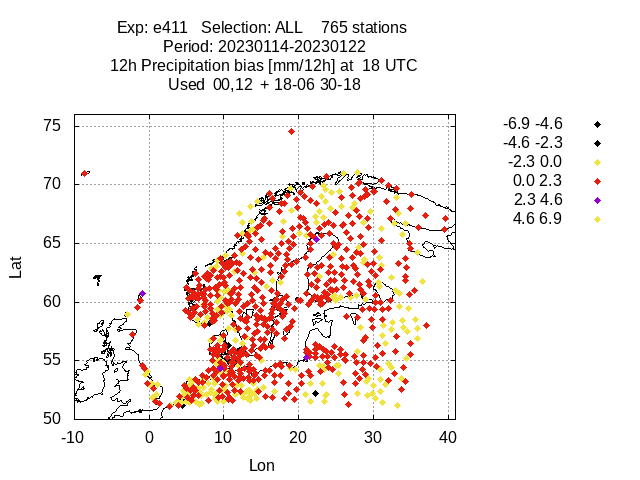 Exp: e411 Selection: ALL 765 stations
Period: 20230114-20230122
12h Precipitation bias [mm/12h] at 18 UTC
Used 00,12 + 18-06 30-18
-6.9 -4.6
-4.6 -2.3
-2.3 0.0
0.0 2.3
2.3 4.6
4.6 6.9
75
70
65
60
55
50
Lat
-10 0 10 20 30 40
Lon